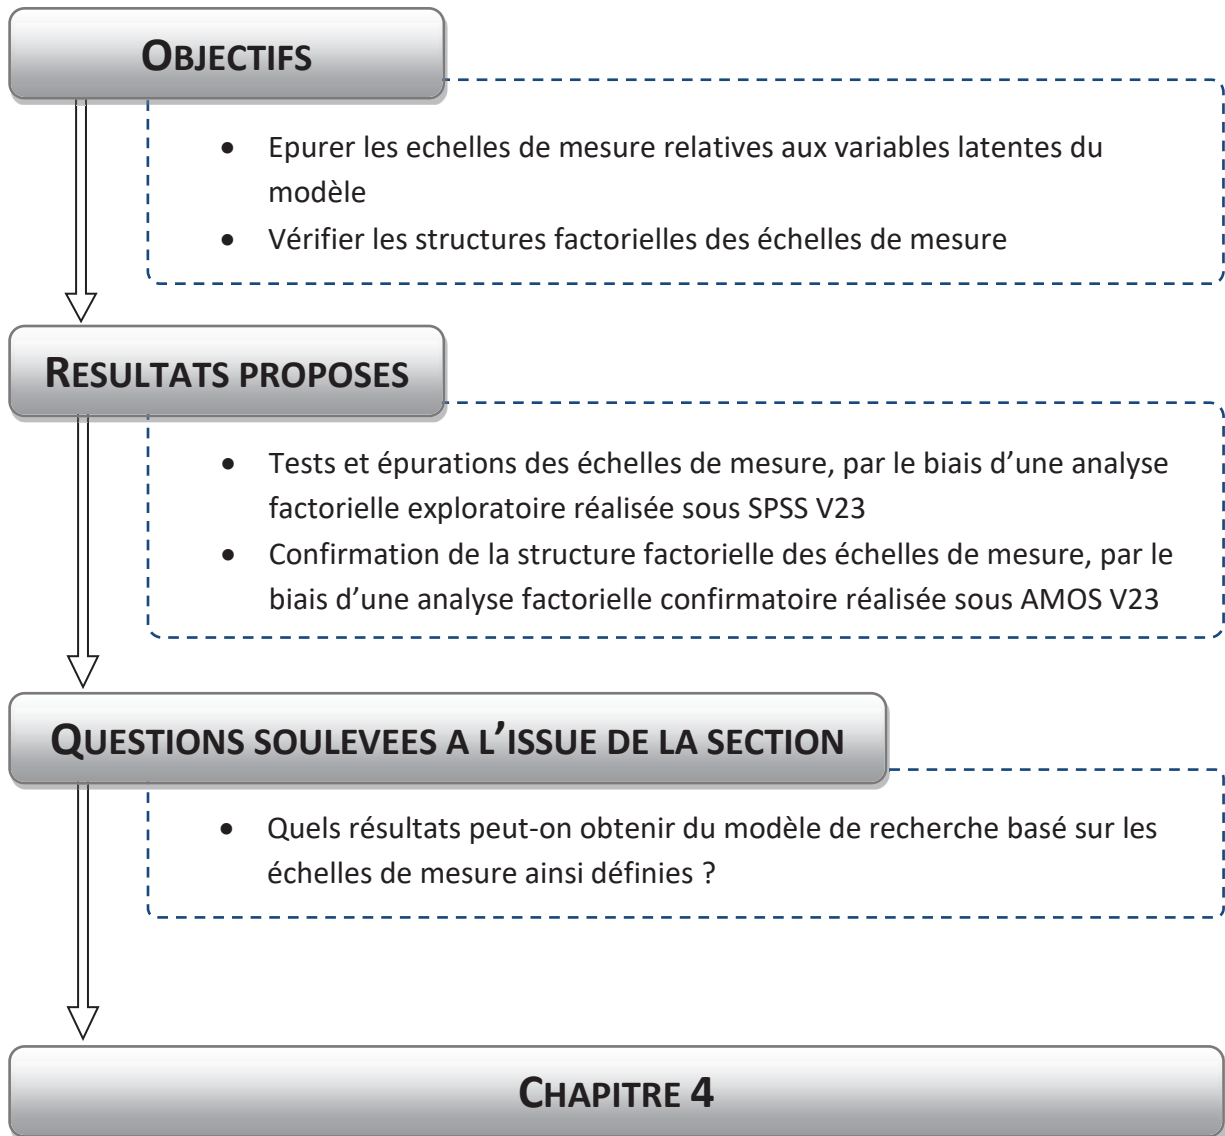 OBJECTIFS
• Epurer les echelles de mesure relatives aux variables latentes du
modèle
• Vérifier les structures factorielles des échelles de mesure
RESULTATS PROPOSES
• Tests et épurations des échelles de mesure, par le biais d’une analyse
factorielle exploratoire réalisée sous SPSS V23
• Confirmation de la structure factorielle des échelles de mesure, par le
biais d’une analyse factorielle confirmatoire réalisée sous AMOS V23
QUESTIONS SOULEVEES A L’ISSUE DE LA SECTION
• Quels résultats peut-on obtenir du modèle de recherche basé sur les
échelles de mesure ainsi définies ?
CHAPITRE 4